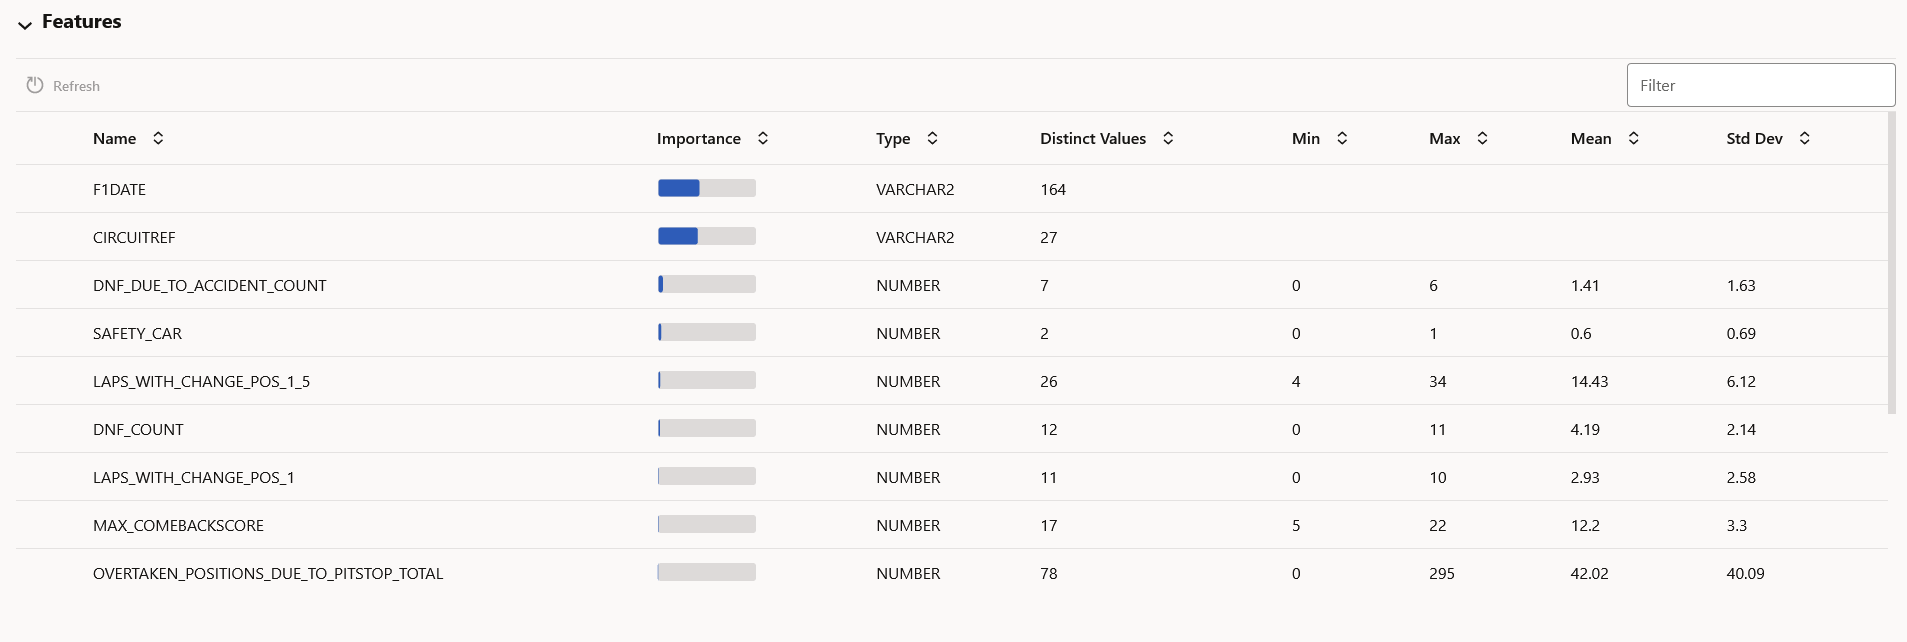 Features
Refresh Filter
Name Importance Type Distinct Values Min Max Mean Std Dev
F1DATE VARCHAR2 164
CIRCUITREF VARCHAR2 27
DNF_DUE_TO_ACCIDENT_COUNT NUMBER 7 0 6 1.41 1.63
SAFETY_CAR NUMBER 2 0 1 0.6 0.69
LAPS_WITH_CHANGE_POS_1_5 NUMBER 26 4 34 14.43 6.12
DNF_COUNT NUMBER 12 0 11 4.19 2.14
LAPS_WITH_CHANGE_POS_1 NUMBER 11 0 10 2.93 2.58
MAX_COMEBACKSCORE NUMBER 17 5 22 12.2 3.3
OVERTAKEN_POSITIONS_DUE_TO_PITSTOP_TOTAL NUMBER 78 0 295 42.02 40.09